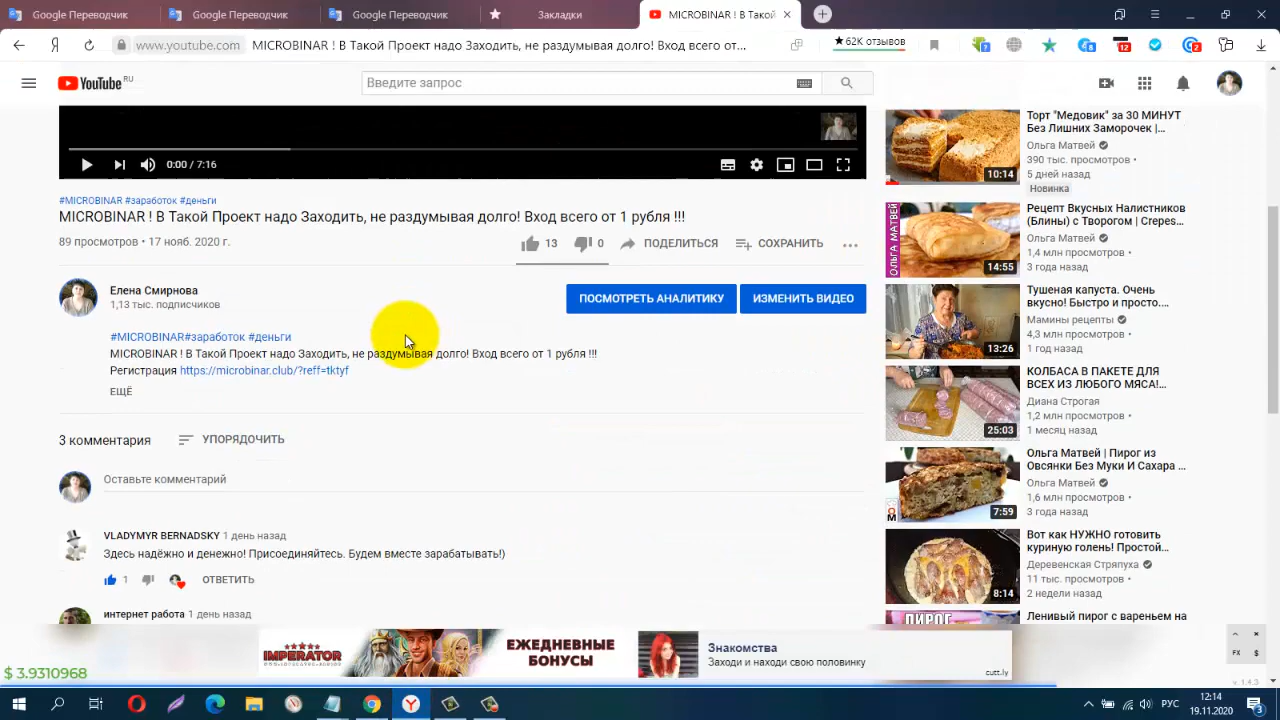 Google Переводчик
Google Переводчик
Google Переводчик
Закладки
MICROBINAR ! В Такой
www.youtube.com
MICROBINAR ! В Такой Проект надо Заходить, не раздумывая долго! Вход всего от...
★ 62K отзывов
7
8
12
2
YouTube RU
Введите запрос
0:00 / 7:16
#MICROBINAR #заработок #деньги
MICROBINAR ! В Такой Проект надо Заходить, не раздумывая долго! Вход всего от 1 рубля !!!
89 просмотров • 17 нояб. 2020 г.
13
0
ПОДЕЛИТЬСЯ
СОХРАНИТЬ
Елена Смирнова
1,13 тыс. подписчиков
ПОСМОТРЕТЬ АНАЛИТИКУ
ИЗМЕНИТЬ ВИДЕО
#MICROBINAR#заработок #деньги
MICROBINAR ! В Такой Проект надо Заходить, не раздумывая долго! Вход всего от 1 рубля !!!
Регистрация https://microbinar.club/?reff=tktyf
ЕЩЁ
3 комментария
УПОРЯДОЧИТЬ
Оставьте комментарий
VLADYMYR BERNADSKY 1 день назад
Здесь надёжно и денежно! Присоединяйтесь. Будем вместе зарабатывать!)
1
ОТВЕТИТЬ
интернет работа 1 день назад
10:14
Торт "Медовик" за 30 МИНУТ
Без Лишних Заморочек |...
Ольга Матвей
390 тыс. просмотров •
5 дней назад
Новинка
ОЛЬГА МАТВЕЙ
14:55
Рецепт Вкусных Налистников
(Блины) с Творогом | Crepes...
Ольга Матвей
1,4 млн просмотров •
3 года назад
13:26
Тушеная капуста. Очень
вкусно! Быстро и просто....
Мамины рецепты
4,3 млн просмотров •
1 год назад
25:03
КОЛБАСА В ПАКЕТЕ ДЛЯ
ВСЕХ ИЗ ЛЮБОГО МЯСА!...
Диана Строгая
1,2 млн просмотров •
1 месяц назад
7:59
Ольга Матвей | Пирог из
Овсянки Без Муки И Сахара ...
Ольга Матвей
1,6 млн просмотров •
3 года назад
8:14
Вот как НУЖНО готовить
куриную голень! Простой...
Деревенская Стряпуха
11 тыс. просмотров •
2 недели назад
ПИРОГ
Ленивый пирог с вареньем на
IMPERATOR
ЕЖЕДНЕВНЫЕ
БОНУСЫ
Знакомства
Заходи и находи свою половинку
cutt.ly
FX $
v. 1.4.3
$ 3.9310968
РУС
12:14
19.11.2020
3